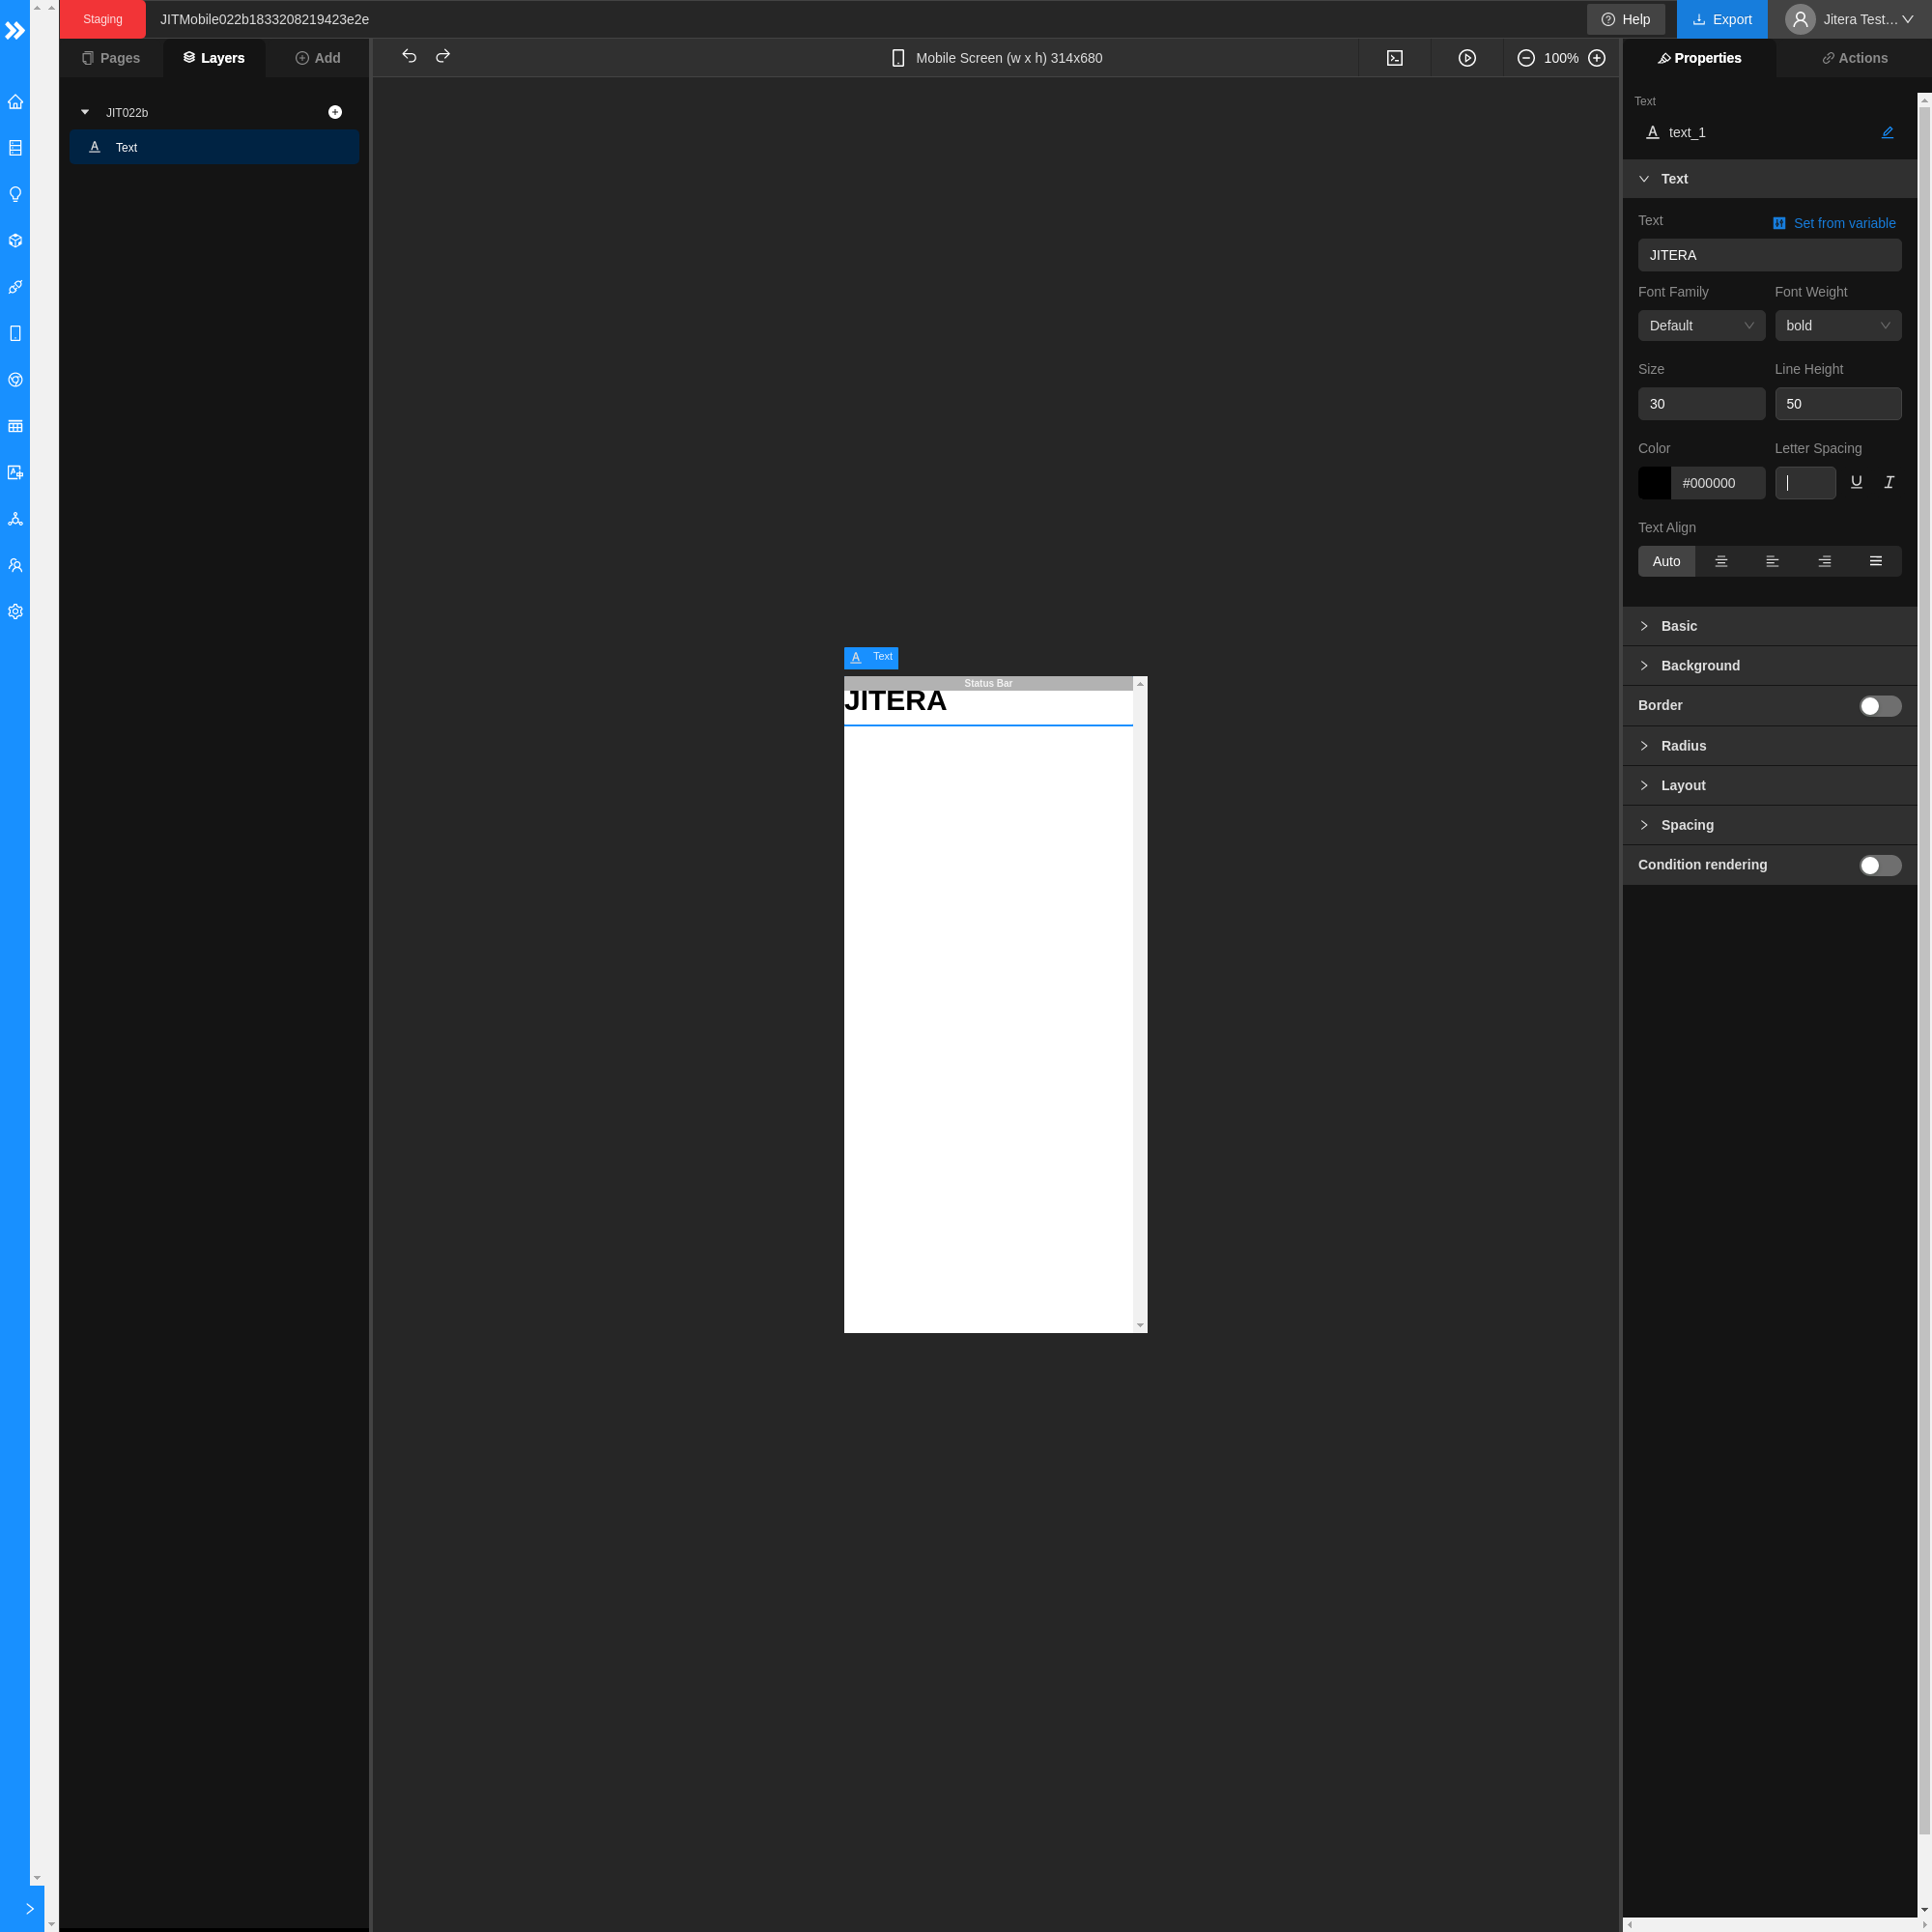 Staging
JITMobile022b1833208219423e2e
Help
Export
Jitera Test...
Pages
Layers
Add
Mobile Screen (w x h) 314x680
100%
Properties
Actions
JIT022b
Text
Text
text_1
Text
Text
Set from variable
JITERA
Font Family
Font Weight
Default
bold
Size
Line Height
30
50
Color
Letter Spacing
#000000
Text Align
Auto
Basic
Background
Border
Radius
Layout
Spacing
Condition rendering
Text
Status Bar
JITERA